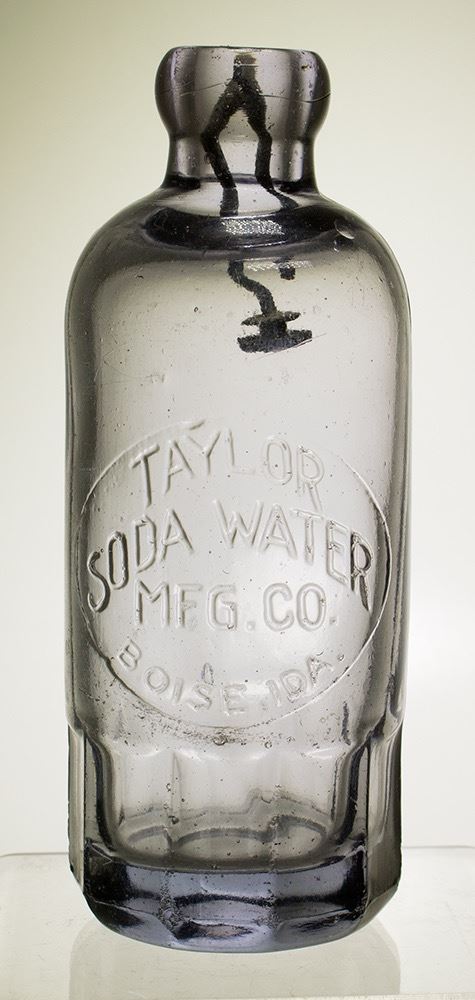 TAYLOR
SODA WATER
MFG. CO.
BOISE IDA.